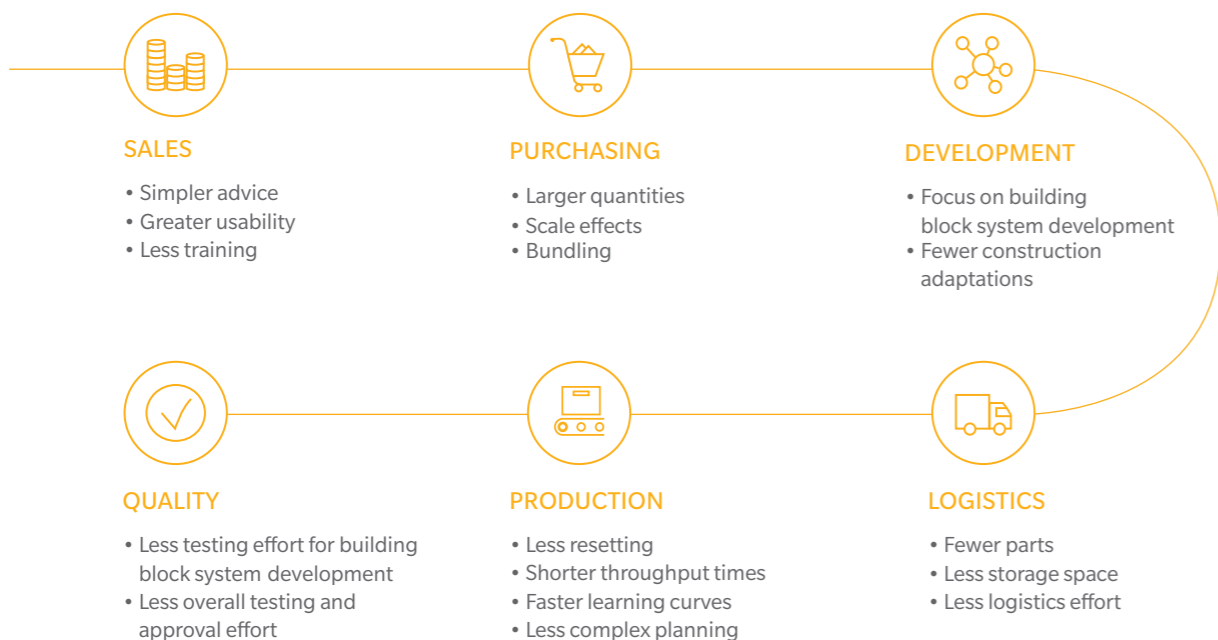 SALES
• Simpler advice
• Greater usability
• Less training
PURCHASING
• Larger quantities
• Scale effects
• Bundling
DEVELOPMENT
• Focus on building
block system development
• Fewer construction
adaptations
QUALITY
• Less testing effort for building
block system development
• Less overall testing and
approval effort
PRODUCTION
• Less resetting
• Shorter throughput times
• Faster learning curves
• Less complex planning
LOGISTICS
• Fewer parts
• Less storage space
• Less logistics effort